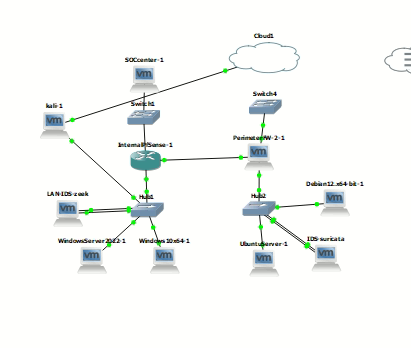 Cloud1
SOCcenter-1
Switch4
kali-1
Switch1
InternalPfSense-1
PerimeterFW-2-1
LAN-IDS-zeek
Hub1
Hub2
Debian12.x64-bit-1
WindowsServer2022-1
Windows10x64-1
UbuntuServer-1
IDS-suricata
vm
vm
vm
vm
vm
vm
vm
vm
vm